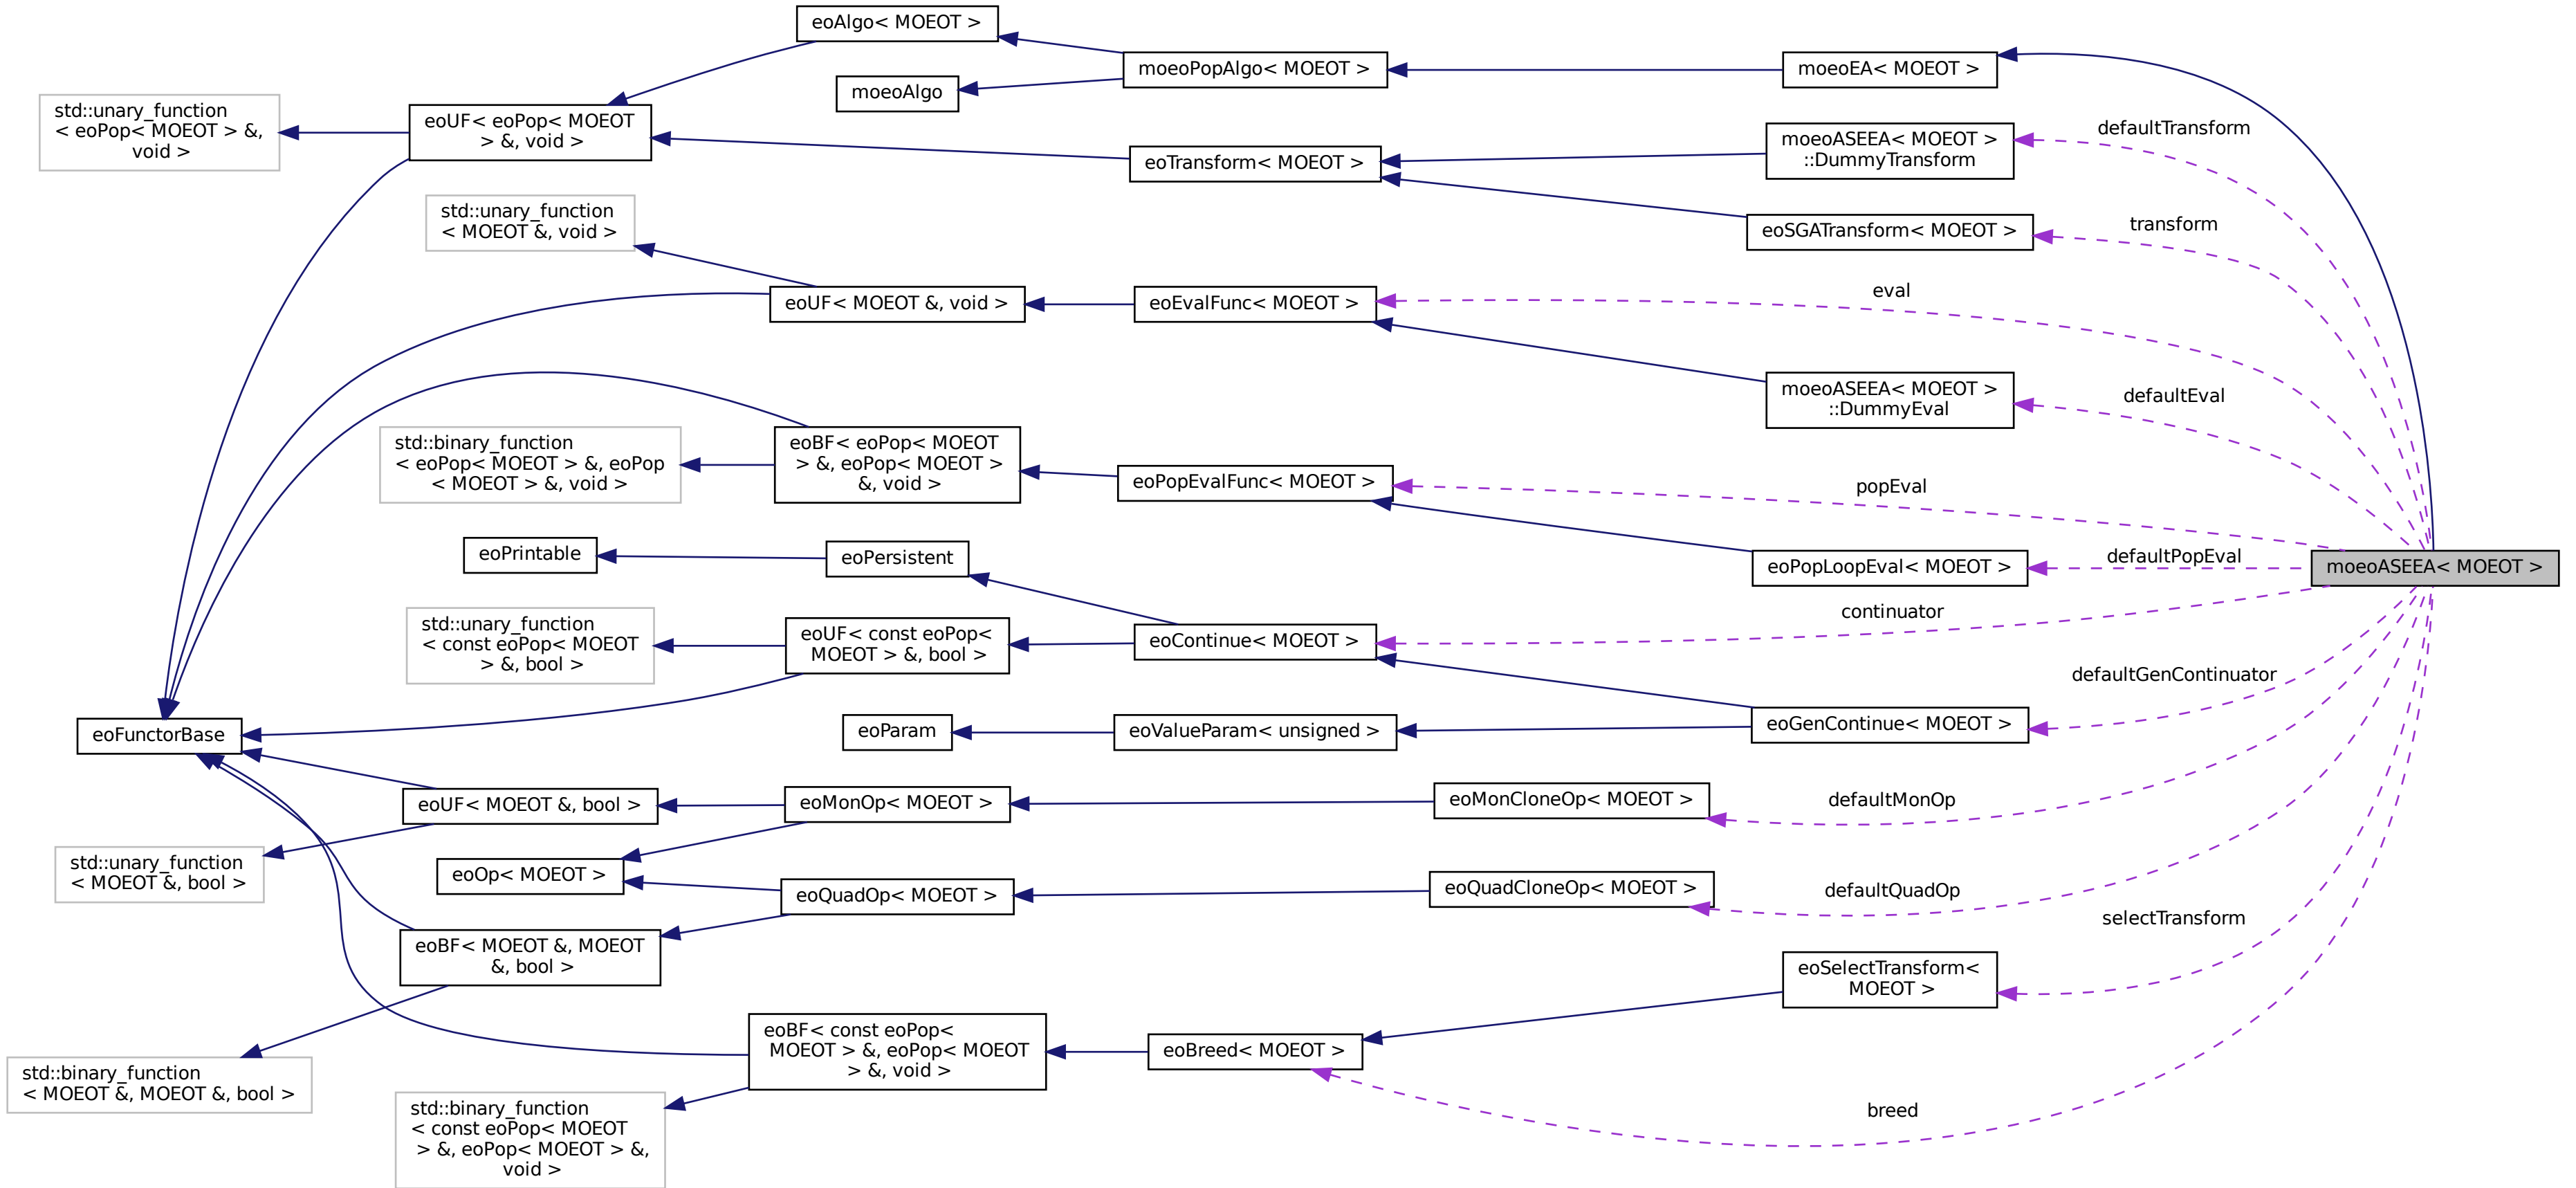 eoAlgo< MOEOT >
moeoPopAlgo< MOEOT >
moeoEA< MOEOT >
moeoAlgo
std::unary_function
< eoPop< MOEOT > &,
void >
eoUF< eoPop< MOEOT
> &, void >
eoTransform< MOEOT >
moeoASEEA< MOEOT >
::DummyTransform
defaultTransform
std::unary_function
< MOEOT &, void >
eoSGATransform< MOEOT >
transform
eoUF< MOEOT &, void >
eoEvalFunc< MOEOT >
eval
moeoASEEA< MOEOT >
::DummyEval
defaultEval
std::binary_function
< eoPop< MOEOT > &, eoPop
< MOEOT > &, void >
eoBF< eoPop< MOEOT
> &, eoPop< MOEOT >
&, void >
eoPopEvalFunc< MOEOT >
popEval
eoPrintable
eoPersistent
eoPopLoopEval< MOEOT >
defaultPopEval
moeoASEEA< MOEOT >
std::unary_function
< const eoPop< MOEOT
> &, bool >
eoUF< const eoPop<
MOEOT > &, bool >
eoContinue< MOEOT >
continuator
defaultGenContinuator
eoFunctorBase
eoParam
eoValueParam< unsigned >
eoGenContinue< MOEOT >
eoUF< MOEOT &, bool >
eoMonOp< MOEOT >
eoMonCloneOp< MOEOT >
defaultMonOp
std::unary_function
< MOEOT &, bool >
eoOp< MOEOT >
eoQuadOp< MOEOT >
eoQuadCloneOp< MOEOT >
defaultQuadOp
selectTransform
eoBF< MOEOT &, MOEOT
&, bool >
eoSelectTransform<
MOEOT >
std::binary_function
< MOEOT &, MOEOT &, bool >
eoBF< const eoPop<
MOEOT > &, eoPop< MOEOT
> &, void >
eoBreed< MOEOT >
breed
std::binary_function
< const eoPop< MOEOT
> &, eoPop< MOEOT > &,
void >